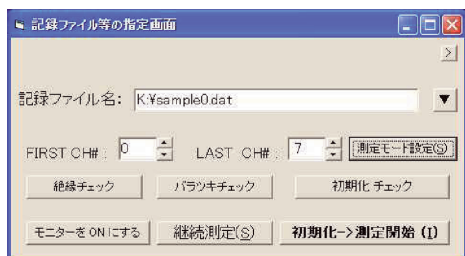 記録ファイル等の指定画面
>
記録ファイル名: K:¥sample0.dat
FIRST CH#: 0 LAST CH#: 7 測定モード設定(S)
絶縁チェック バラツキチェック 初期化チェック
モニターをONにする 継続測定(S) 初期化->測定開始 (I)